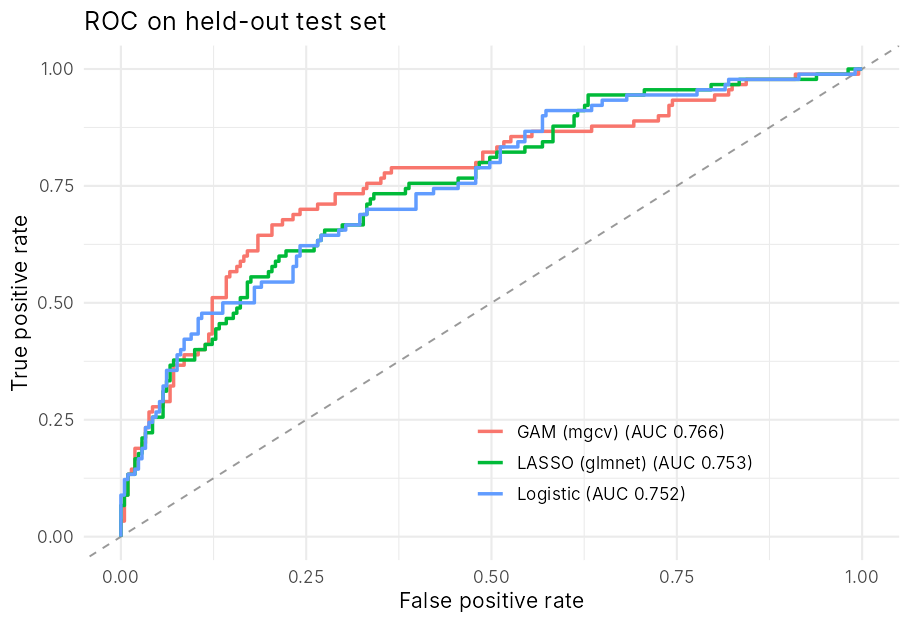 ROC on held-out test set
True positive rate
1.00
0.75
0.50
0.25
0.00
GAM (mgcv) (AUC 0.766)
LASSO (glmnet) (AUC 0.753)
Logistic (AUC 0.752)
0.00 0.25 0.50 0.75 1.00
False positive rate